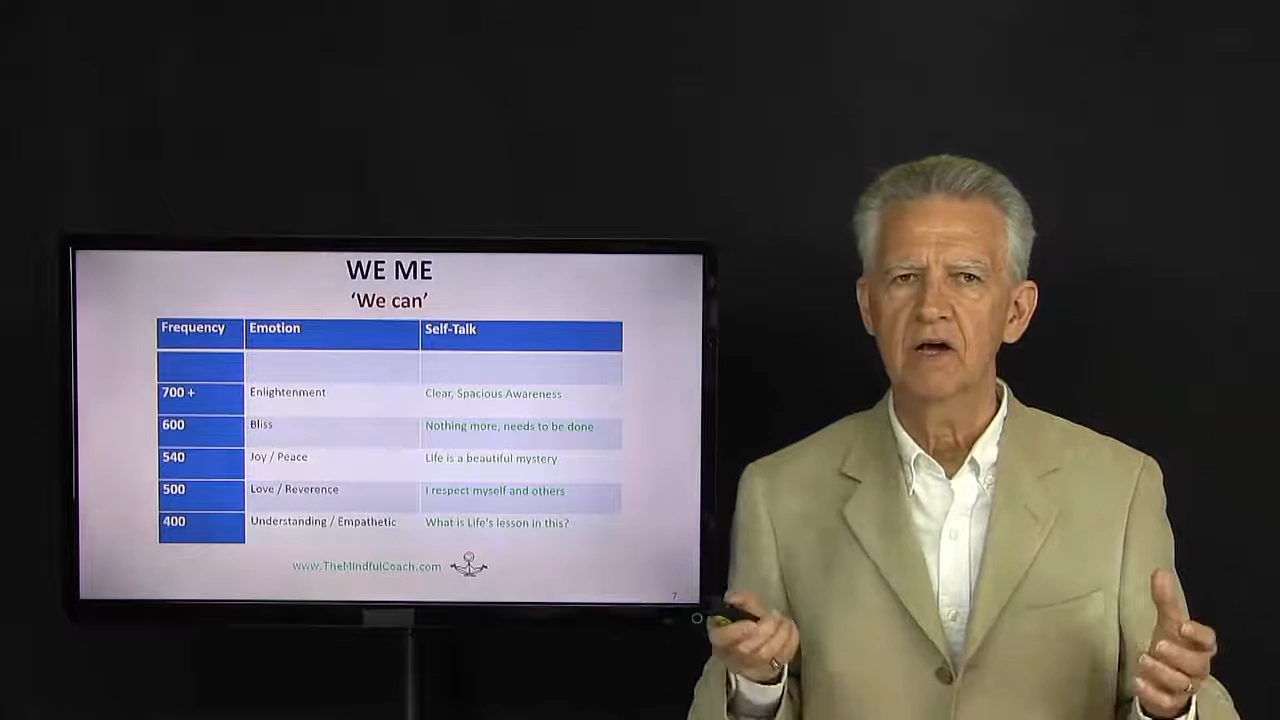 WE ME
‘We can’
Frequency Emotion Self-Talk
700 + Enlightenment Clear, Spacious Awareness
600 Bliss Nothing more, needs to be done
540 Joy / Peace Life is a beautiful mystery
500 Love / Reverence I respect myself and others
400 Understanding / Empathetic What is Life's lesson in this?
www.TheMindfulCoach.com
7